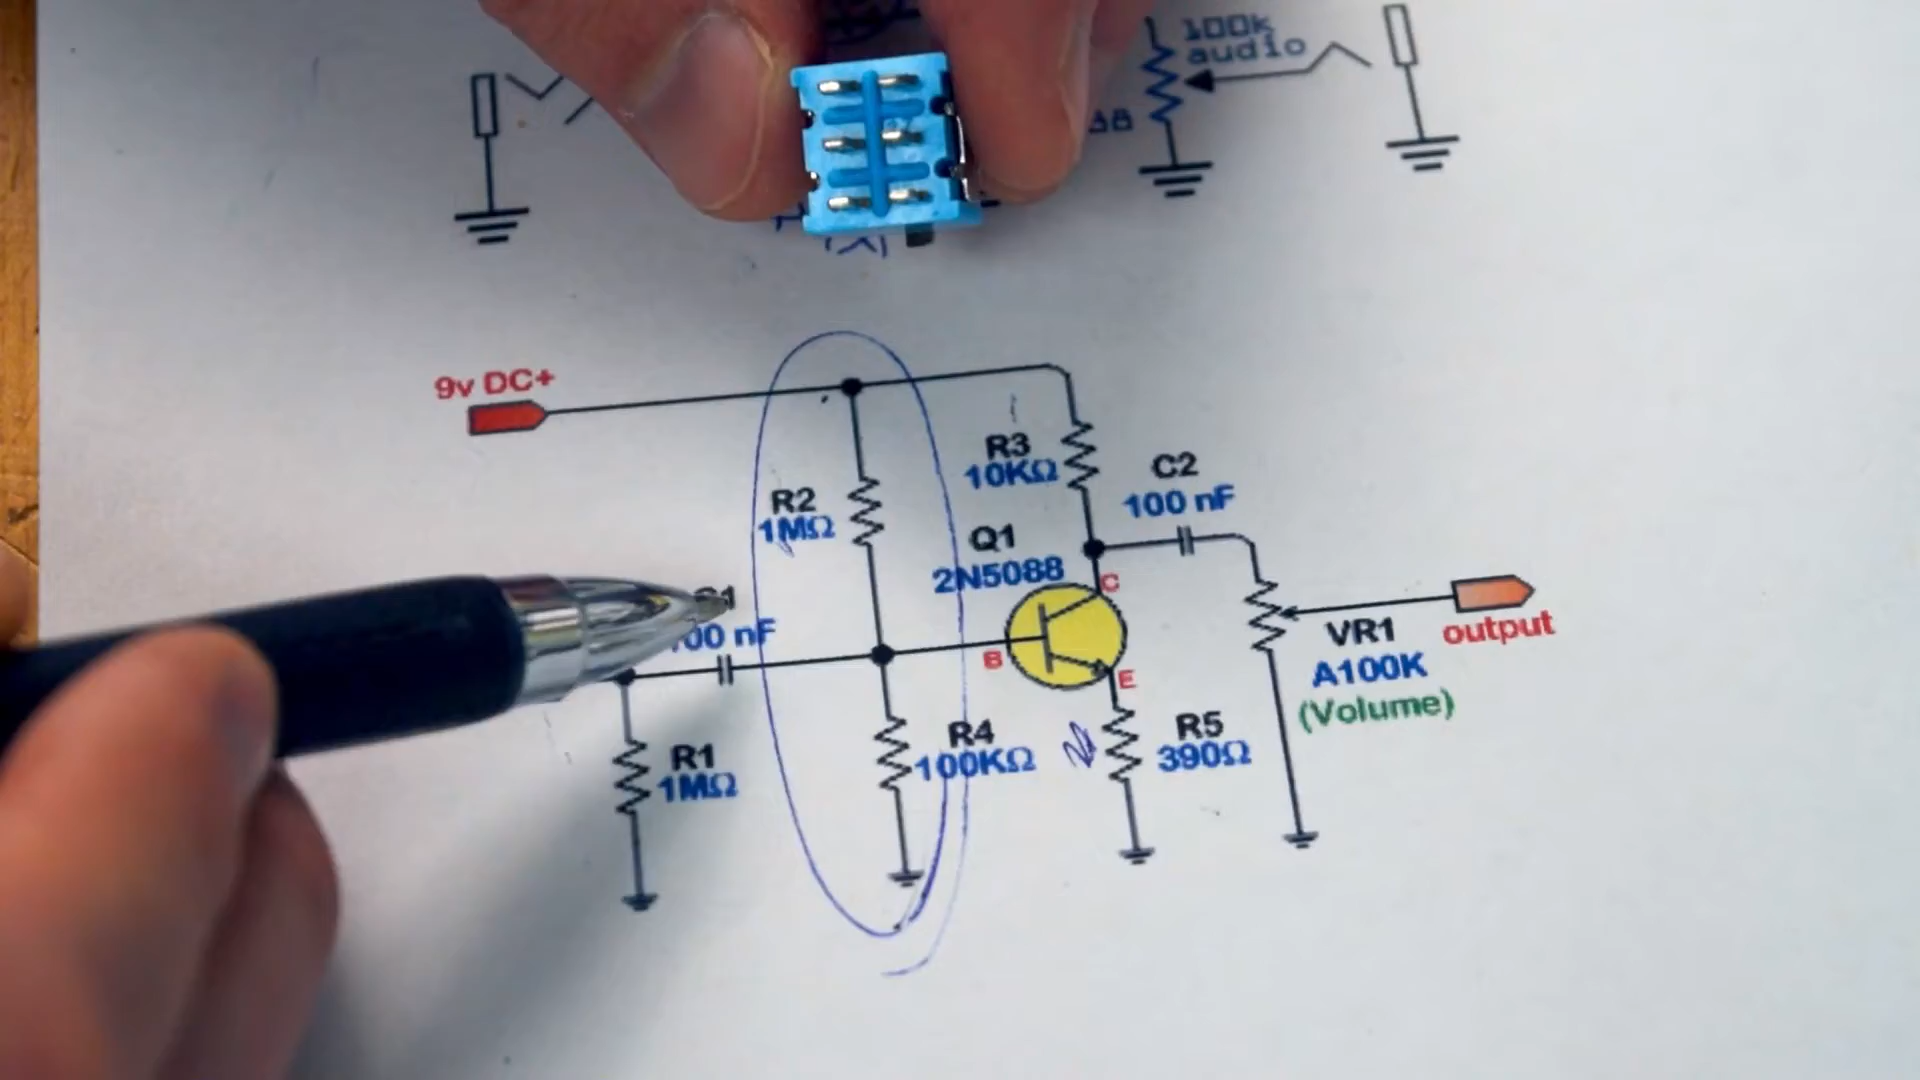 100k
audio
9v DC+
R3
10KΩ
C2
100 nF
R2
1MΩ
Q1
2N5088
C
B
E
VR1
A100K
(Volume)
output
R1
1MΩ
R4
100KΩ
R5
390Ω
00 nF